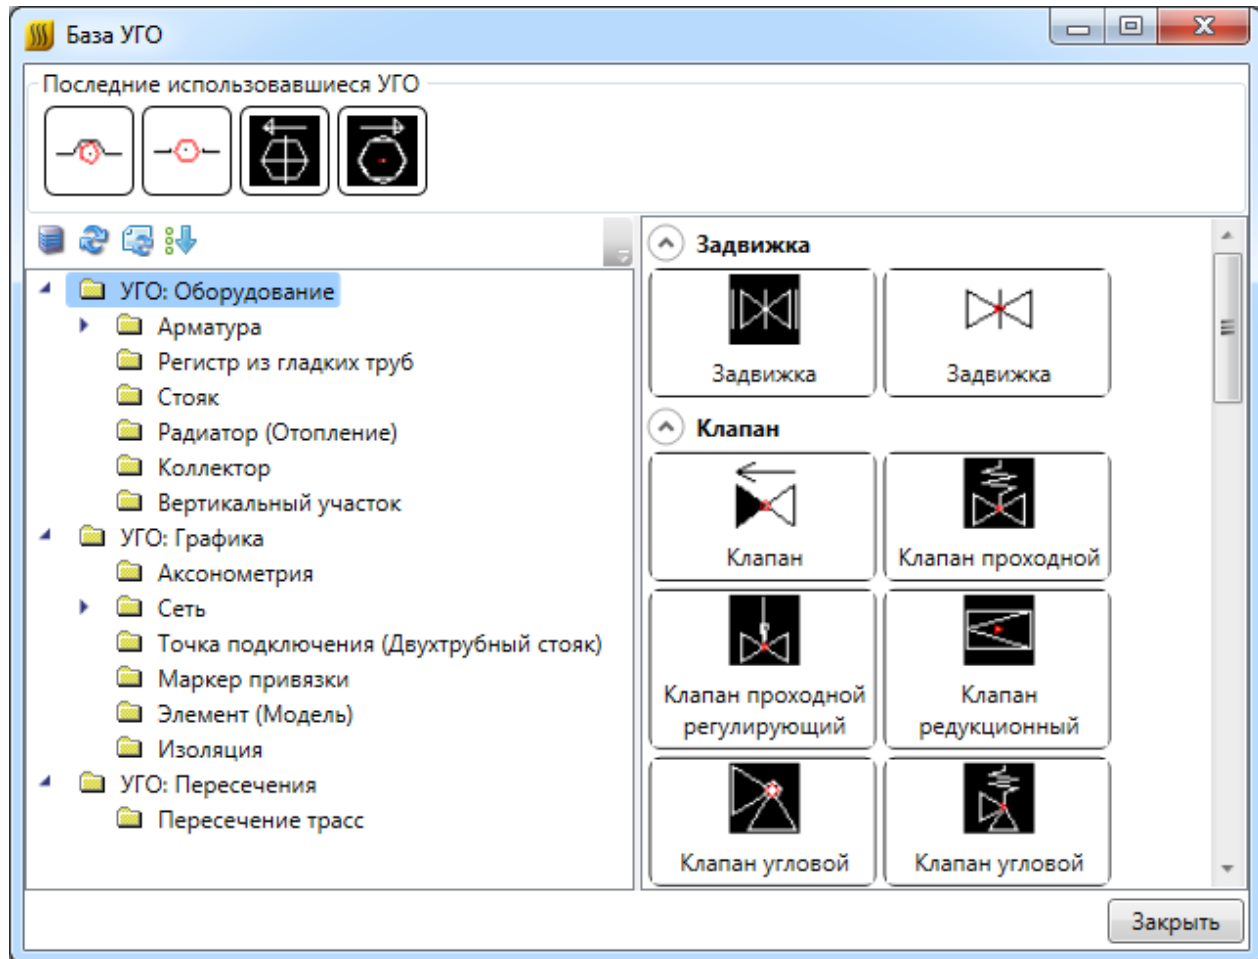 База УГО
Последние использовавшиеся УГО
УГО: Оборудование
Арматура
Регистр из гладких труб
Стояк
Радиатор (Отопление)
Коллектор
Вертикальный участок
УГО: Графика
Аксонометрия
Сеть
Точка подключения (Двухтрубный стояк)
Маркер привязки
Элемент (Модель)
Изоляция
УГО: Пересечения
Пересечение трасс
Задвижка
Задвижка
Задвижка
Клапан
Клапан
Клапан проходной
Клапан проходной
регулирующий
Клапан
редукционный
Клапан угловой
Клапан угловой
Закрыть